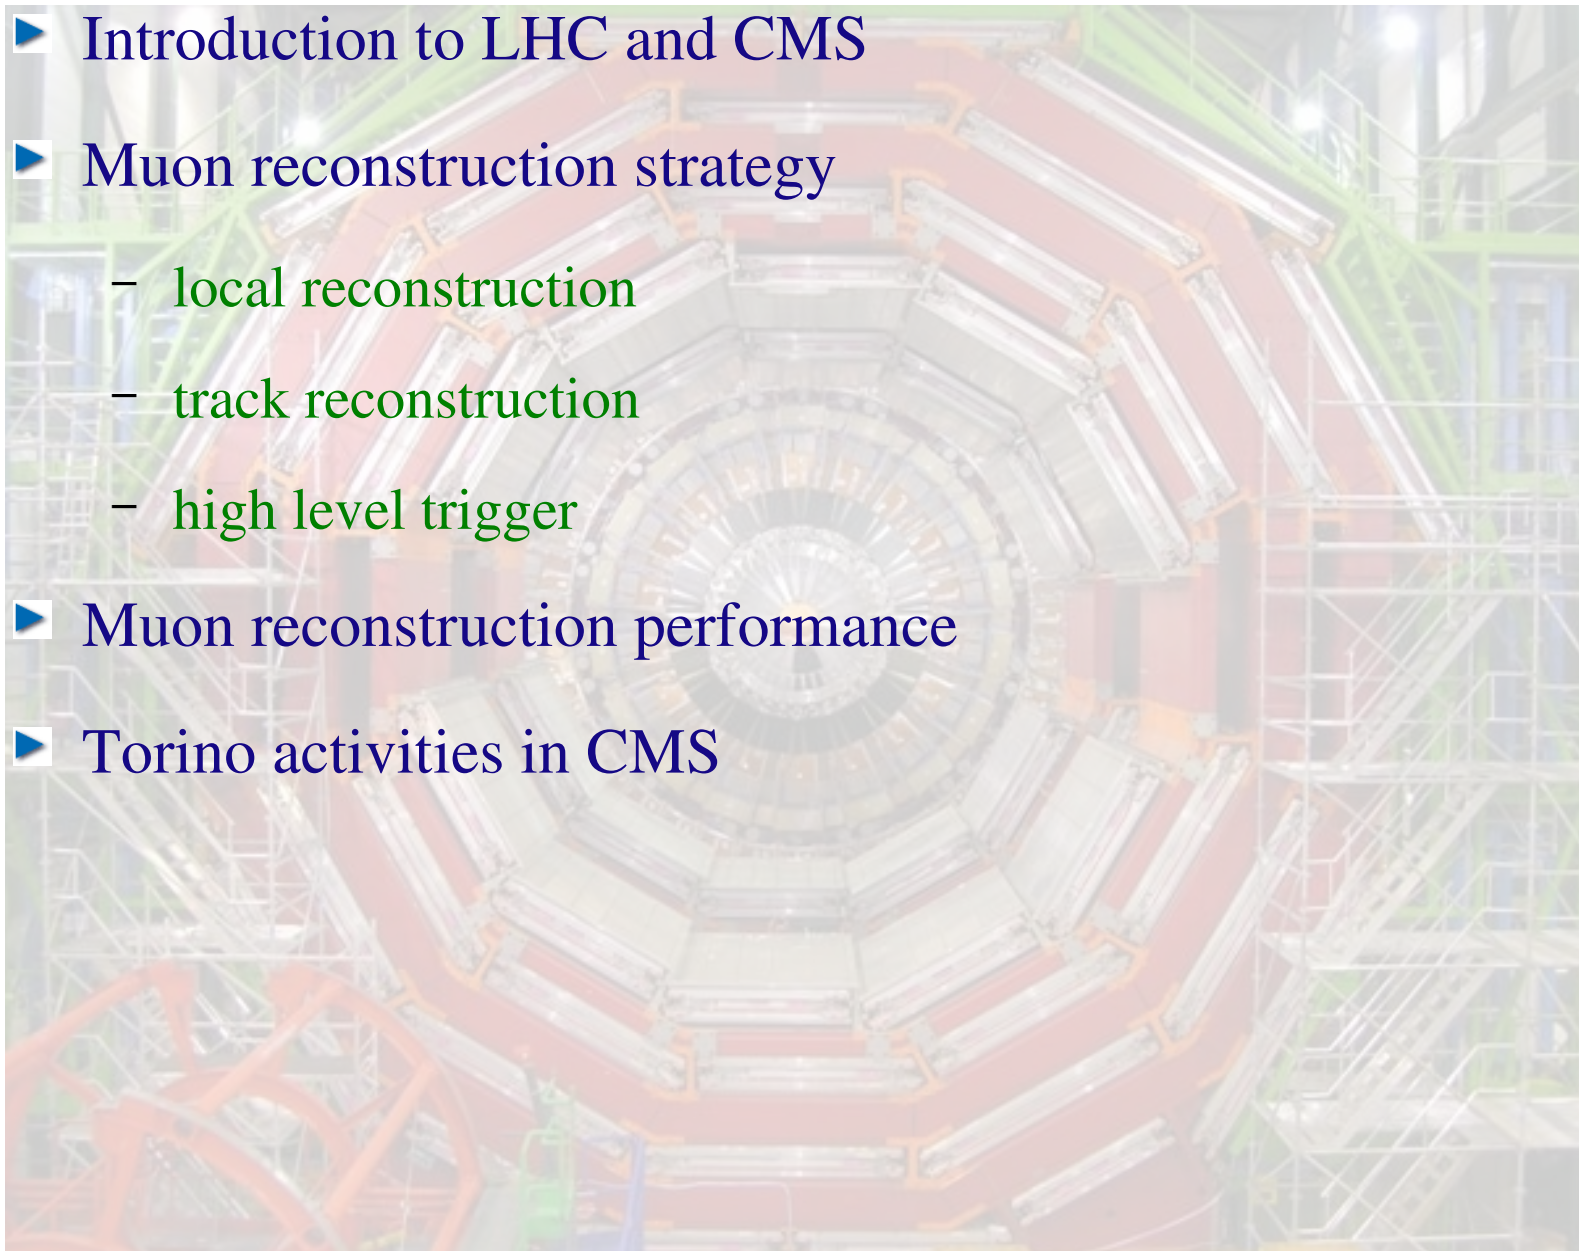 Introduction to LHC and CMS
Muon reconstruction strategy
– local reconstruction
– track reconstruction
– high level trigger
Muon reconstruction performance
Torino activities in CMS